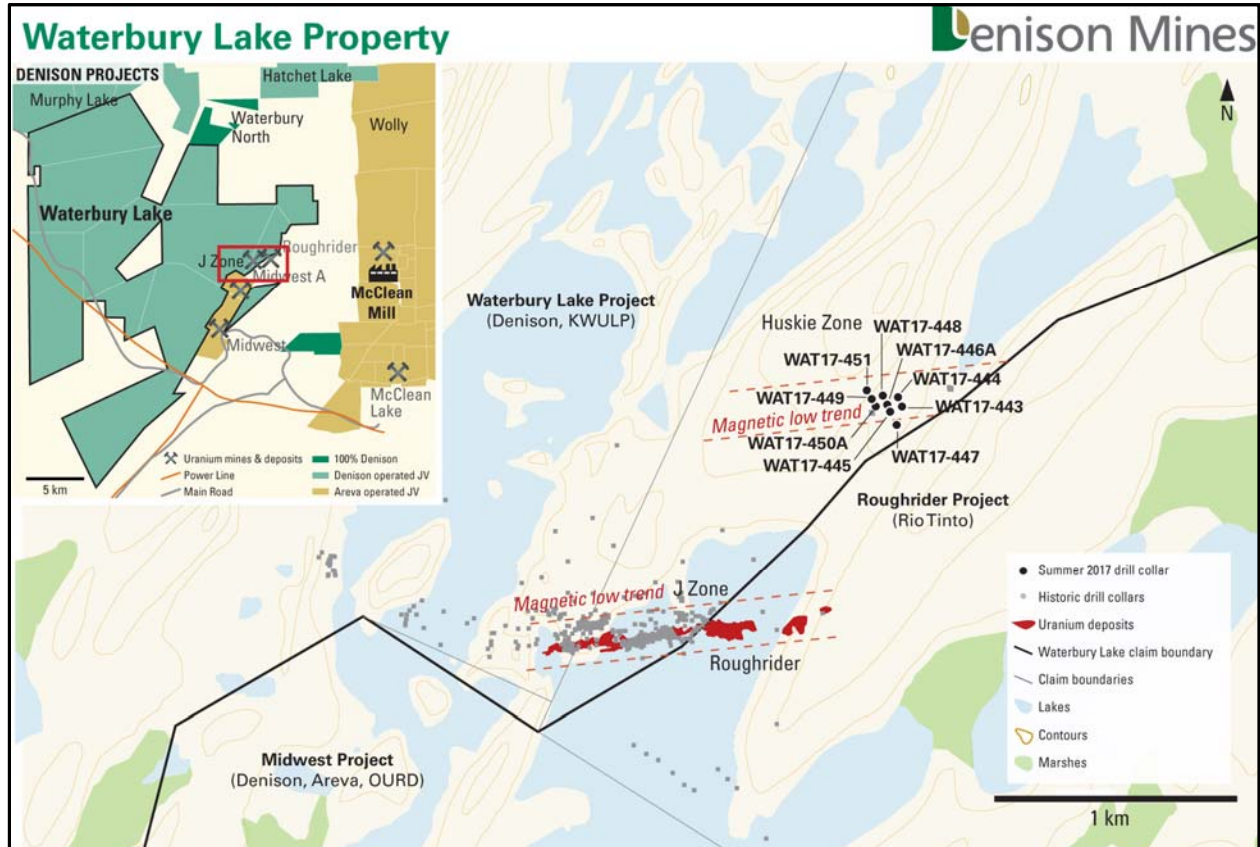 Waterbury Lake Property
Denison Mines
DENISON PROJECTS
Hatchet Lake
Murphy Lake
Waterbury
North
Wolly
Waterbury Lake
Roughrider
J Zone
Midwest A
McClean
Mill
Midwest
McClean
Lake
Uranium mines & deposits
Power Line
Main Road
100% Denison
Denison operated JV
Areva operated JV
5 km
N
Waterbury Lake Project
(Denison, KWULP)
Huskie Zone
WAT17-448
WAT17-446A
WAT17-451
WAT17-444
WAT17-449
WAT17-443
Magnetic low trend
WAT17-450A
WAT17-445
WAT17-447
Roughrider Project
(Rio Tinto)
Magnetic low trend
J Zone
Roughrider
Midwest Project
(Denison, Areva, OURD)
Summer 2017 drill collar
Historic drill collars
Uranium deposits
Waterbury Lake claim boundary
Claim boundaries
Lakes
Contours
Marshes
1 km